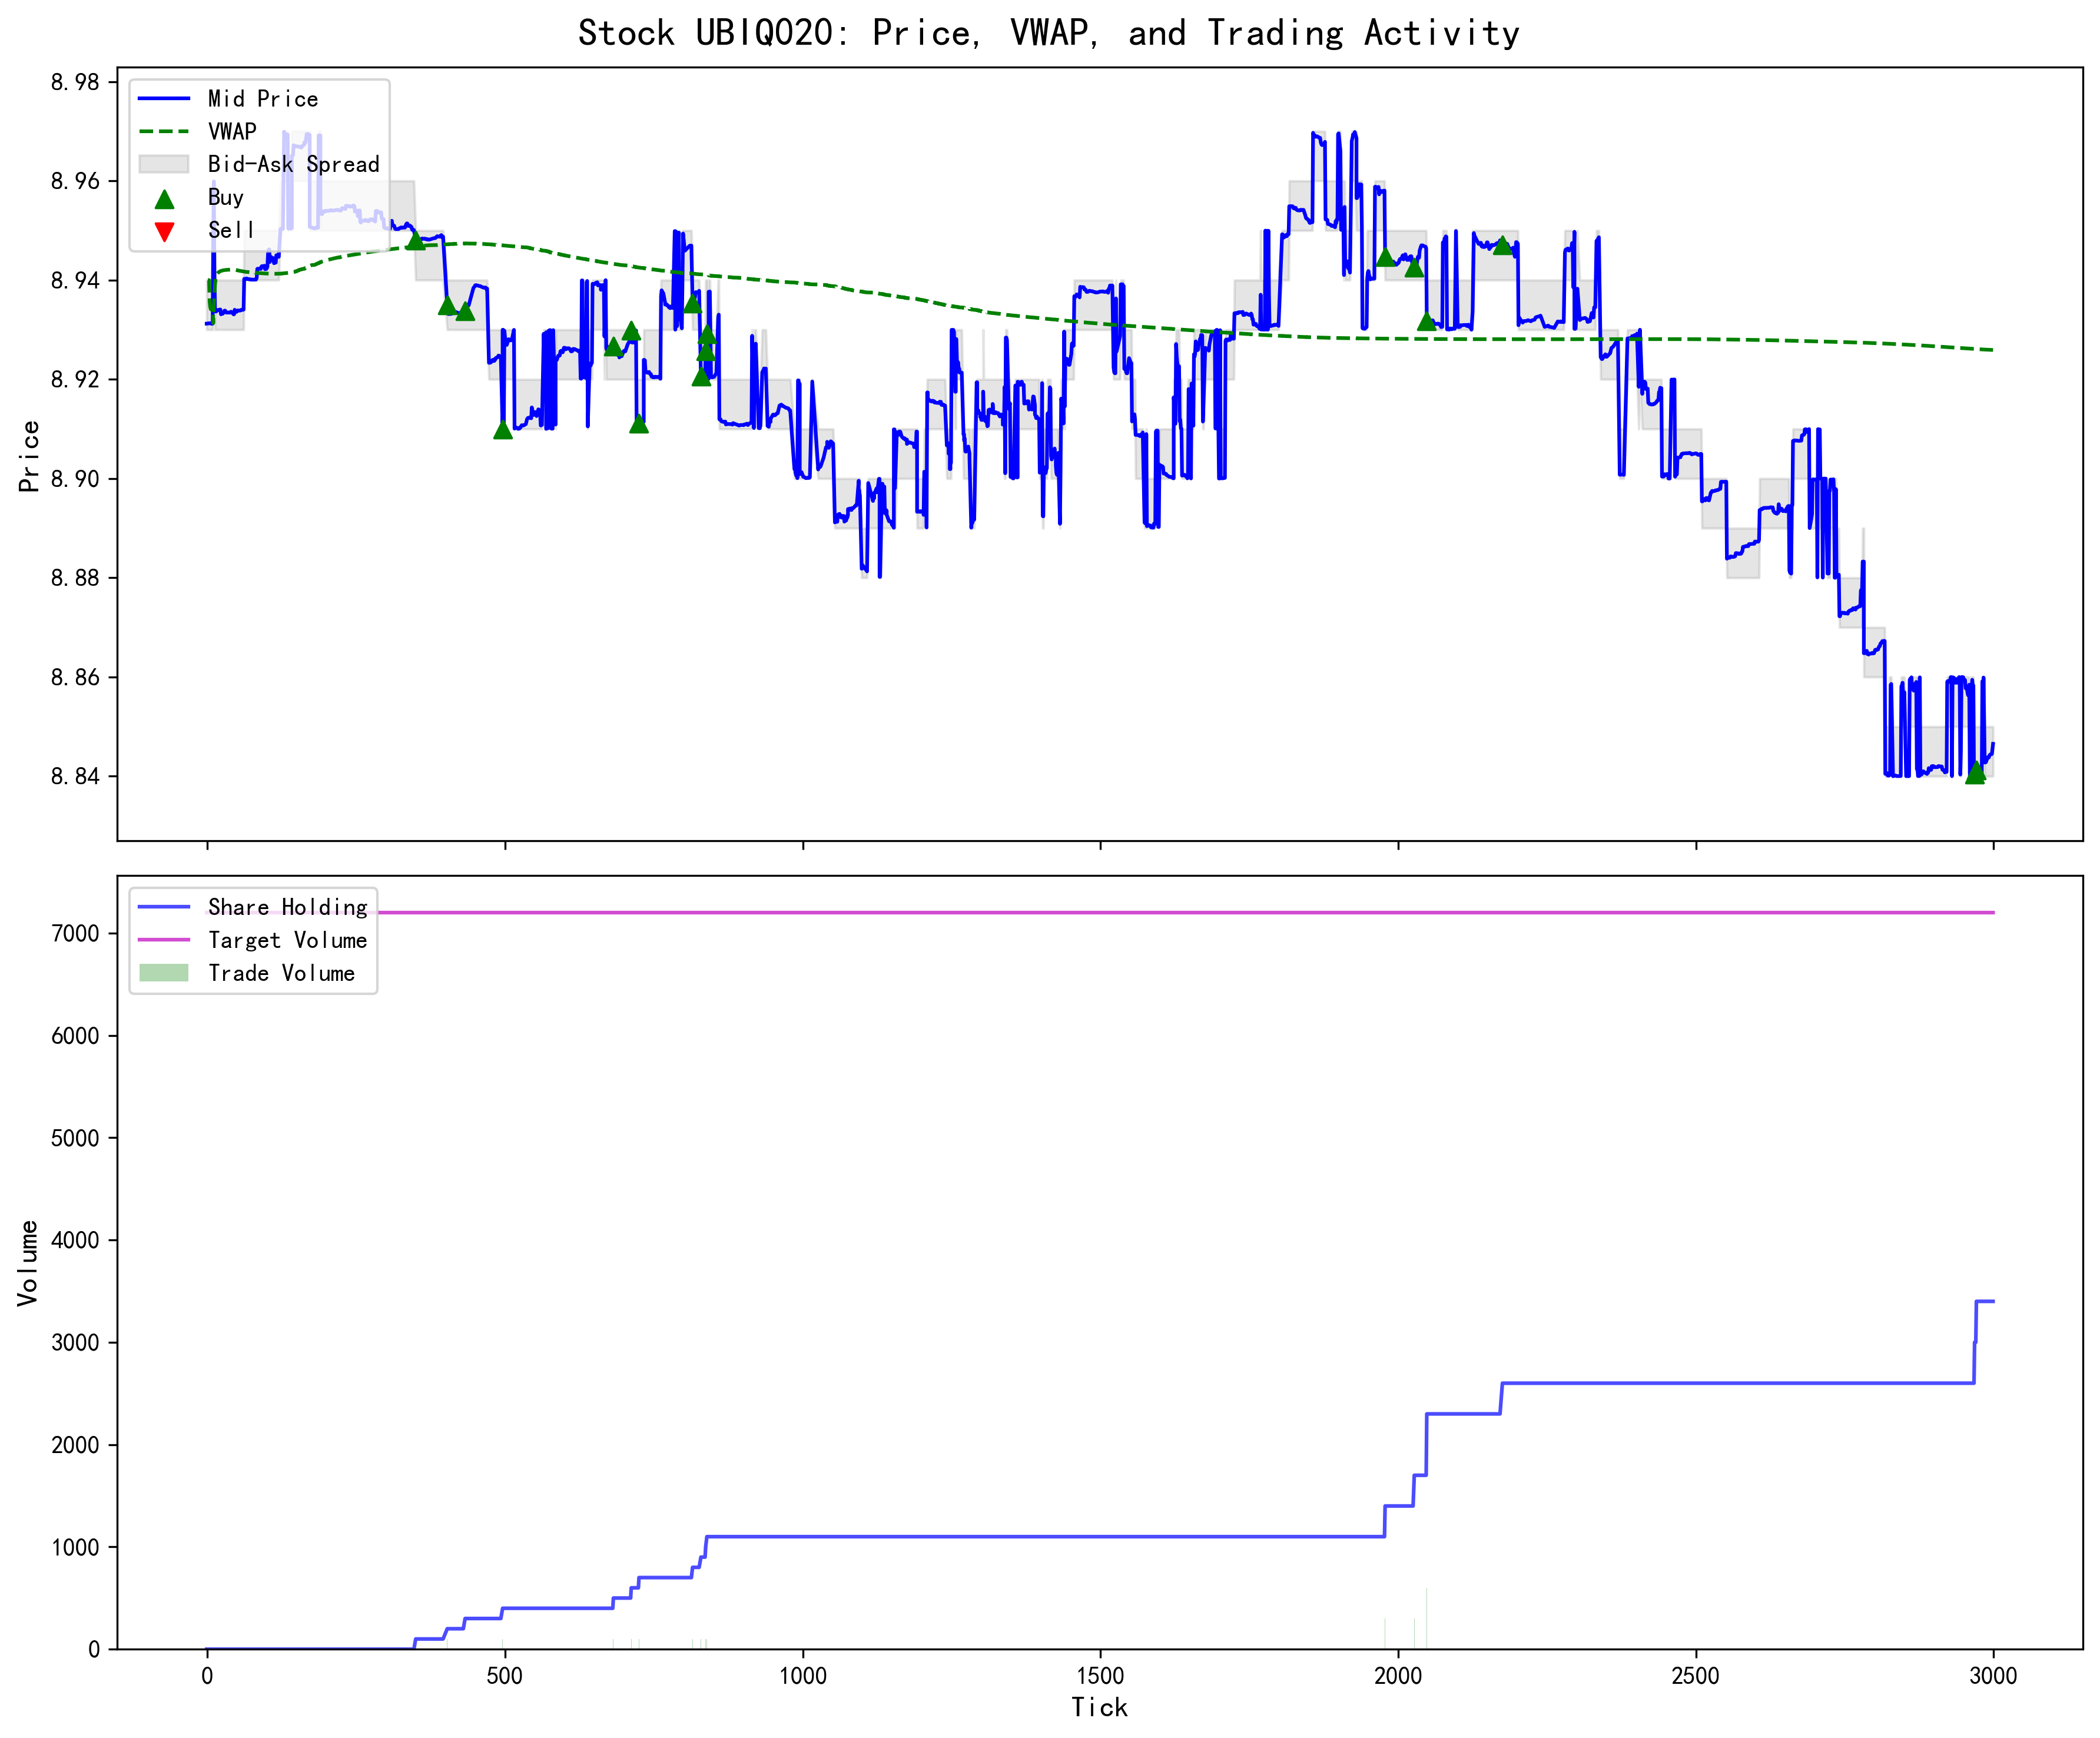 Stock UBIQ020: Price, VWAP, and Trading Activity
Price
8.98
8.96
8.94
8.92
8.90
8.88
8.86
8.84
Mid Price
VWAP
Bid-Ask Spread
Buy
Sell
Volume
7000
6000
5000
4000
3000
2000
1000
0
Share Holding
Target Volume
Trade Volume
0 500 1000 1500 2000 2500 3000
Tick